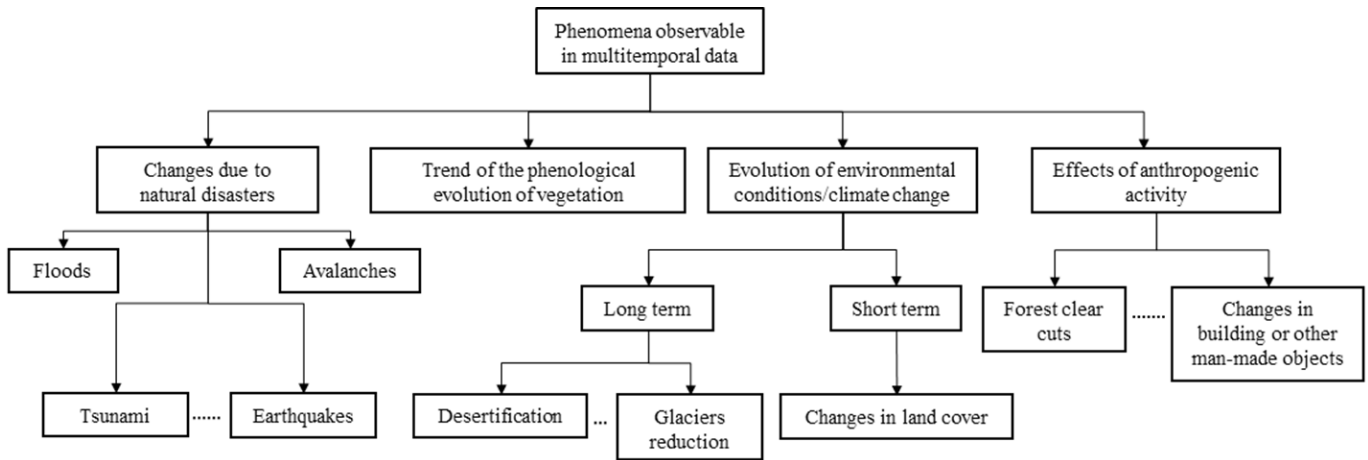 Phenomena observable
in multitemporal data
Changes due to
natural disasters
Trend of the phenological
evolution of vegetation
Evolution of environmental
conditions/climate change
Effects of anthropogenic
activity
Floods
Avalanches
Long term
Short term
Forest clear
cuts
.......
Changes in
building or other
man-made objects
Tsunami
......
Earthquakes
Desertification
...
Glaciers
reduction
Changes in land cover